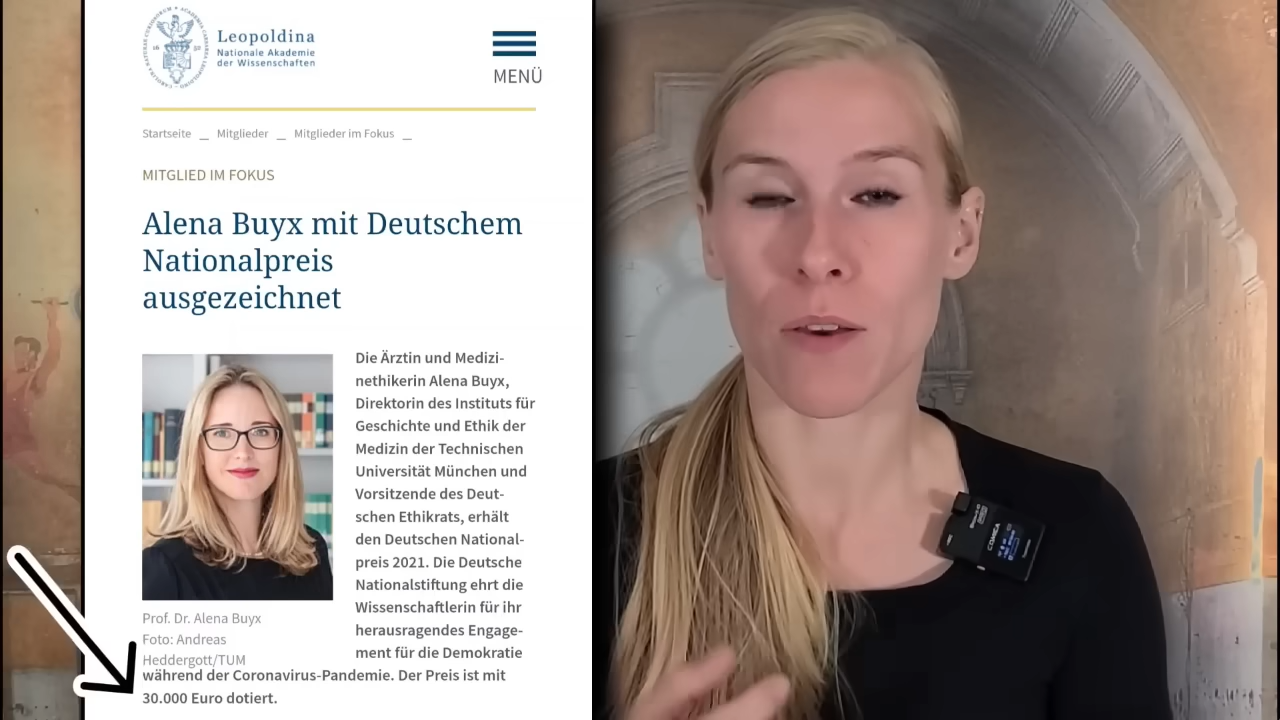 Leopoldina
Nationale Akademie
der Wissenschaften
MENÜ
Startseite _ Mitglieder _ Mitglieder im Fokus _
MITGLIED IM FOKUS
Alena Buyx mit Deutschem
Nationalpreis
ausgezeichnet
Die Ärztin und Medizi-
nethikerin Alena Buyx,
Direktorin des Instituts für
Geschichte und Ethik der
Medizin der Technischen
Universität München und
Vorsitzende des Deut-
schen Ethikrats, erhält
den Deutschen National-
preis 2021. Die Deutsche
Nationalstiftung ehrt die
Wissenschaftlerin für ihr
herausragendes Engage-
ment für die Demokratie
während der Coronavirus-Pandemie. Der Preis ist mit
30.000 Euro dotiert.
Prof. Dr. Alena Buyx
Foto: Andreas
Heddergott/TUM
COMICA